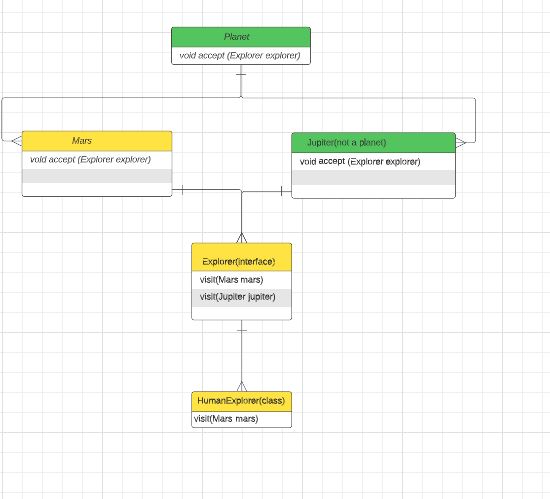 Planet
void accept (Explorer explorer)
Mars
void accept (Explorer explorer)
Jupiter(not a planet)
void accept (Explorer explorer)
Explorer(interface)
visit(Mars mars)
visit(Jupiter jupiter)
HumanExplorer(class)
visit(Mars mars)